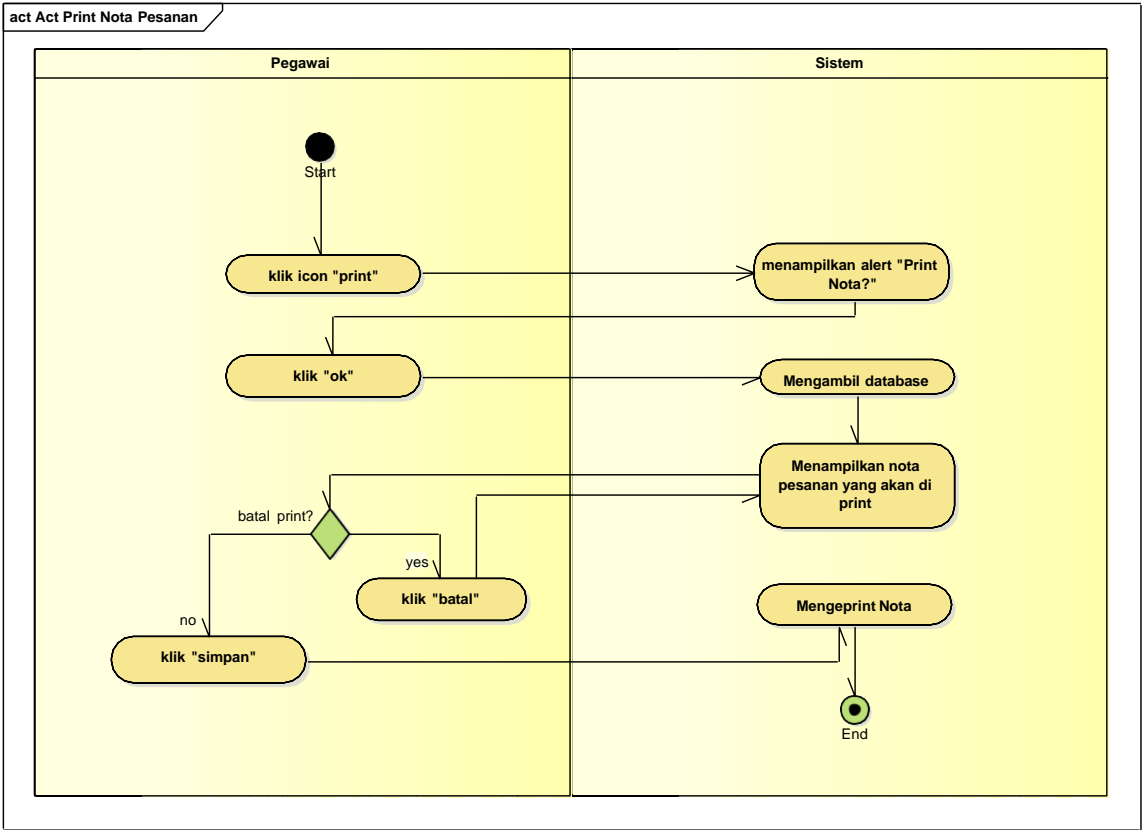 act Act Print Nota Pesanan
Pegawai
Sistem
Start
klik icon "print"
menampilkan alert "Print
Nota?"
klik "ok"
Mengambil database
Menampilkan nota
pesanan yang akan di
print
batal print?
yes
klik "batal"
Mengeprint Nota
no
klik "simpan"
End